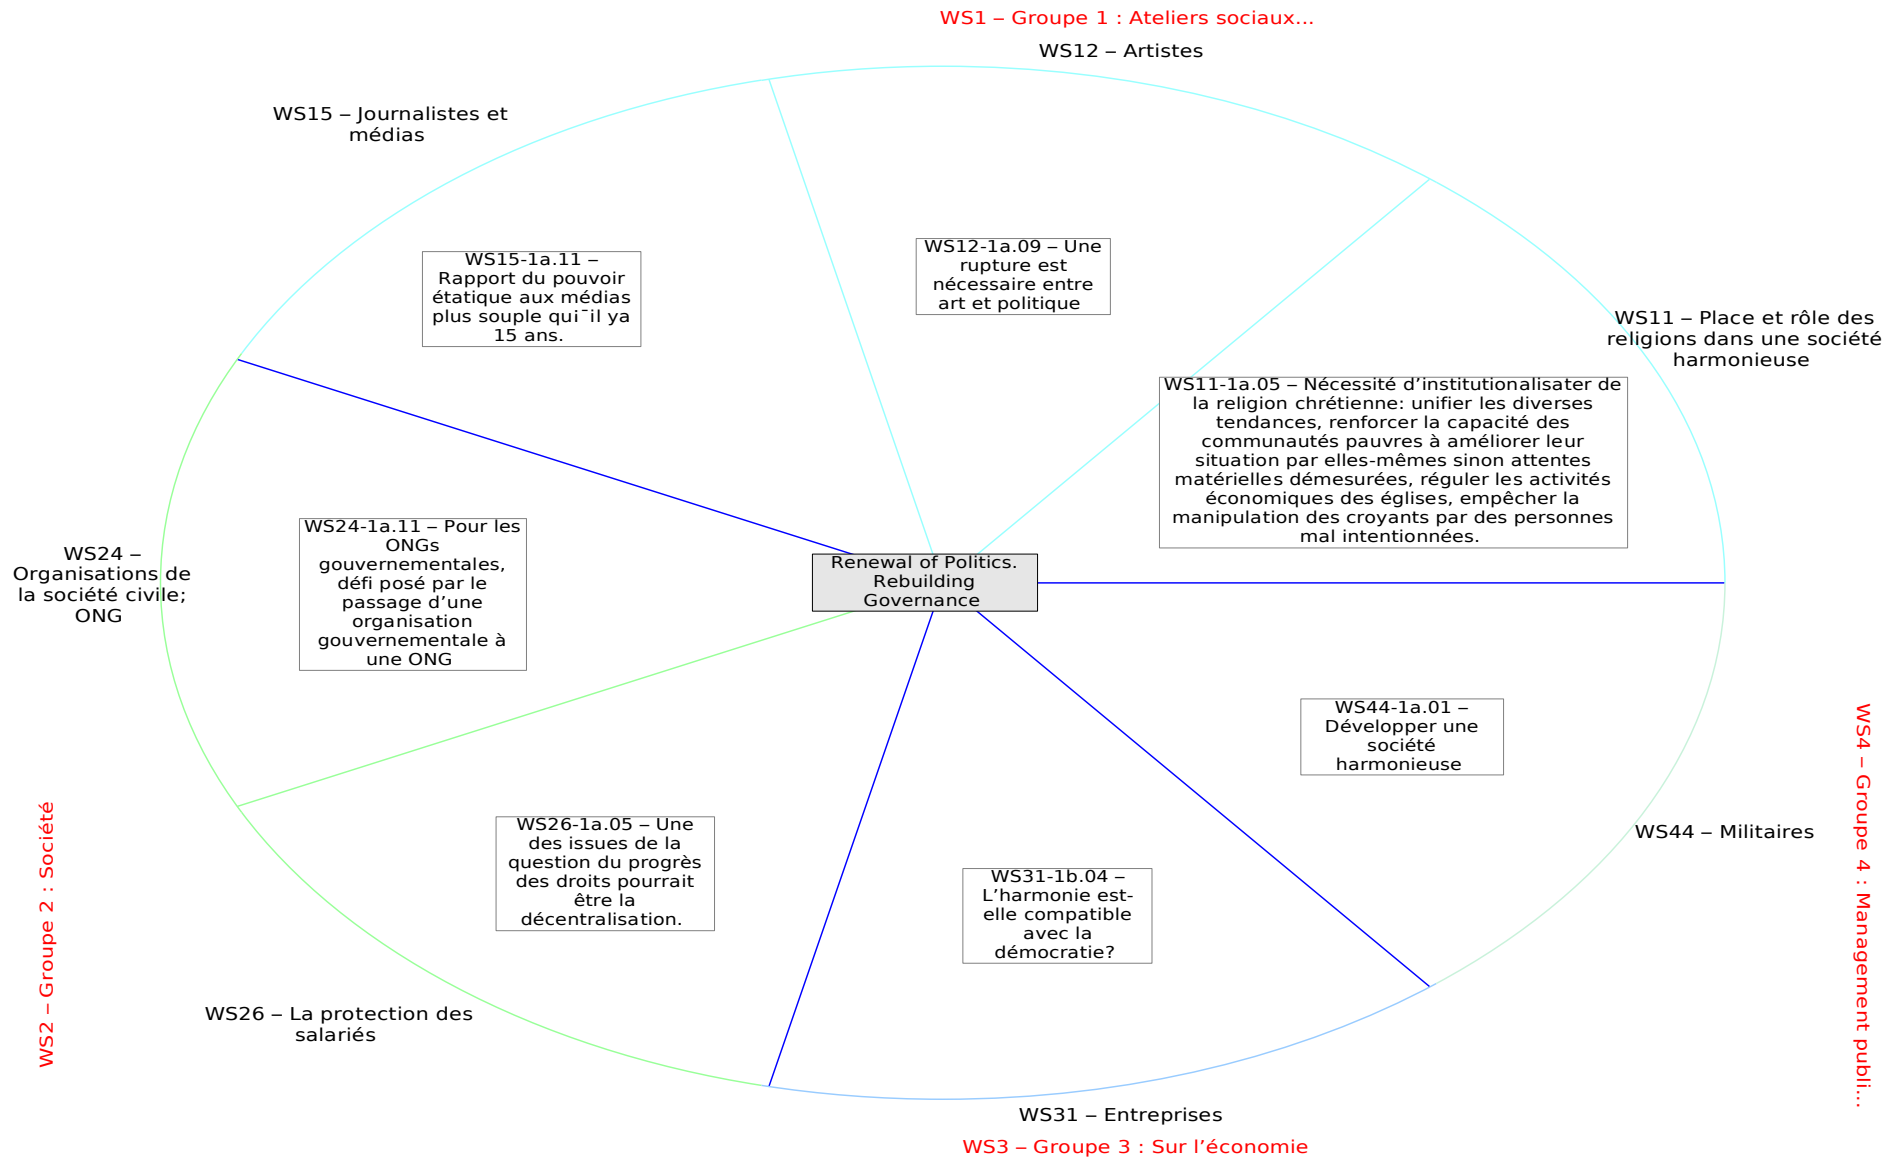 WS1 – Groupe 1 : Ateliers sociaux...
WS12 – Artistes
WS15 – Journalistes et
médias
WS12-1a.09 – Une
rupture est
nécessaire entre
art et politique
WS15-1a.11 –
Rapport du pouvoir
étatique aux médias
plus souple qui¯il ya
15 ans.
WS11 – Place et rôle des
religions dans une société
harmonieuse
WS11-1a.05 – Nécessité d’institutionalisater de
la religion chrétienne: unifier les diverses
tendances, renforcer la capacité des
communautés pauvres à améliorer leur
situation par elles-mêmes sinon attentes
matérielles démesurées, réguler les activités
économiques des églises, empêcher la
manipulation des croyants par des personnes
mal intentionnées.
WS24 –
Organisations de
la société civile;
ONG
WS24-1a.11 – Pour les
ONGs
gouvernementales,
défi posé par le
passage d’une
organisation
gouvernementale à
une ONG
Renewal of Politics.
Rebuilding
Governance
WS44-1a.01 –
Développer une
société
harmonieuse
WS4 – Groupe 4 : Management publi...
WS44 – Militaires
WS2 – Groupe 2 : Société
WS26-1a.05 – Une
des issues de la
question du progrès
des droits pourrait
être la
décentralisation.
WS31-1b.04 –
L’harmonie est-
elle compatible
avec la
démocratie?
WS26 – La protection des
salariés
WS31 – Entreprises
WS3 – Groupe 3 : Sur l’économie